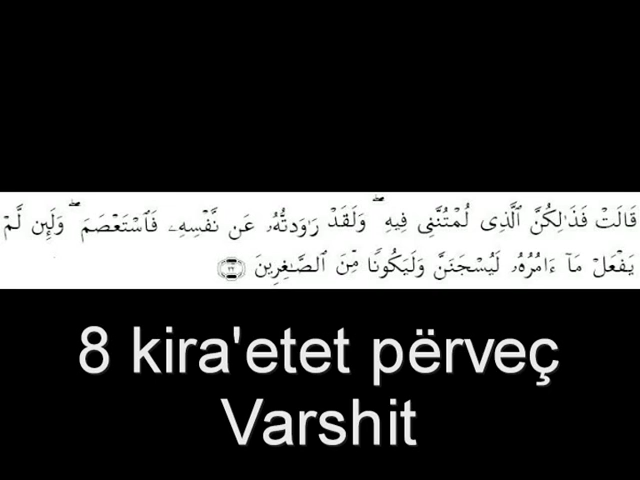 قَالَتْ فَذَٰلِكُنَّ ٱلَّذِى لُمْتُنَّنِى فِيهِ ۖ وَلَقَدْ رَٰوَدتُّهُۥ عَن نَّفْسِهِۦ فَٱسْتَعْصَمَ ۖ وَلَئِن لَّمْ
يَفْعَلْ مَآ ءَامُرُهُۥ لَيُسْجَنَنَّ وَلَيَكُونًا مِّنَ ٱلصَّٰغِرِينَ ٣٢
8 kira'etet përveç
Varshit